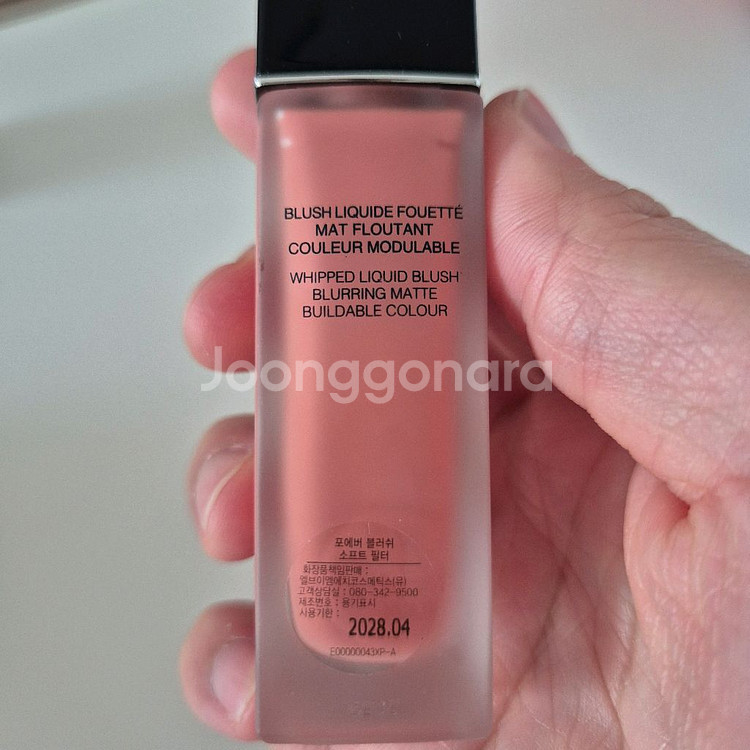 BLUSH LIQUIDE FOUETTÉ
MAT FLOUTANT
COULEUR MODULABLE
WHIPPED LIQUID BLUSH
BLURRING MATTE
BUILDABLE COLOUR
Joonggonara
포에버 블러쉬
소프트 필터
화장품책임판매 :
엘브이엠에치코스메틱스(유)
고객상담실 : 080-342-9500
제조번호 : 용기표시
사용기한 :
2028.04
E00000043XP-A